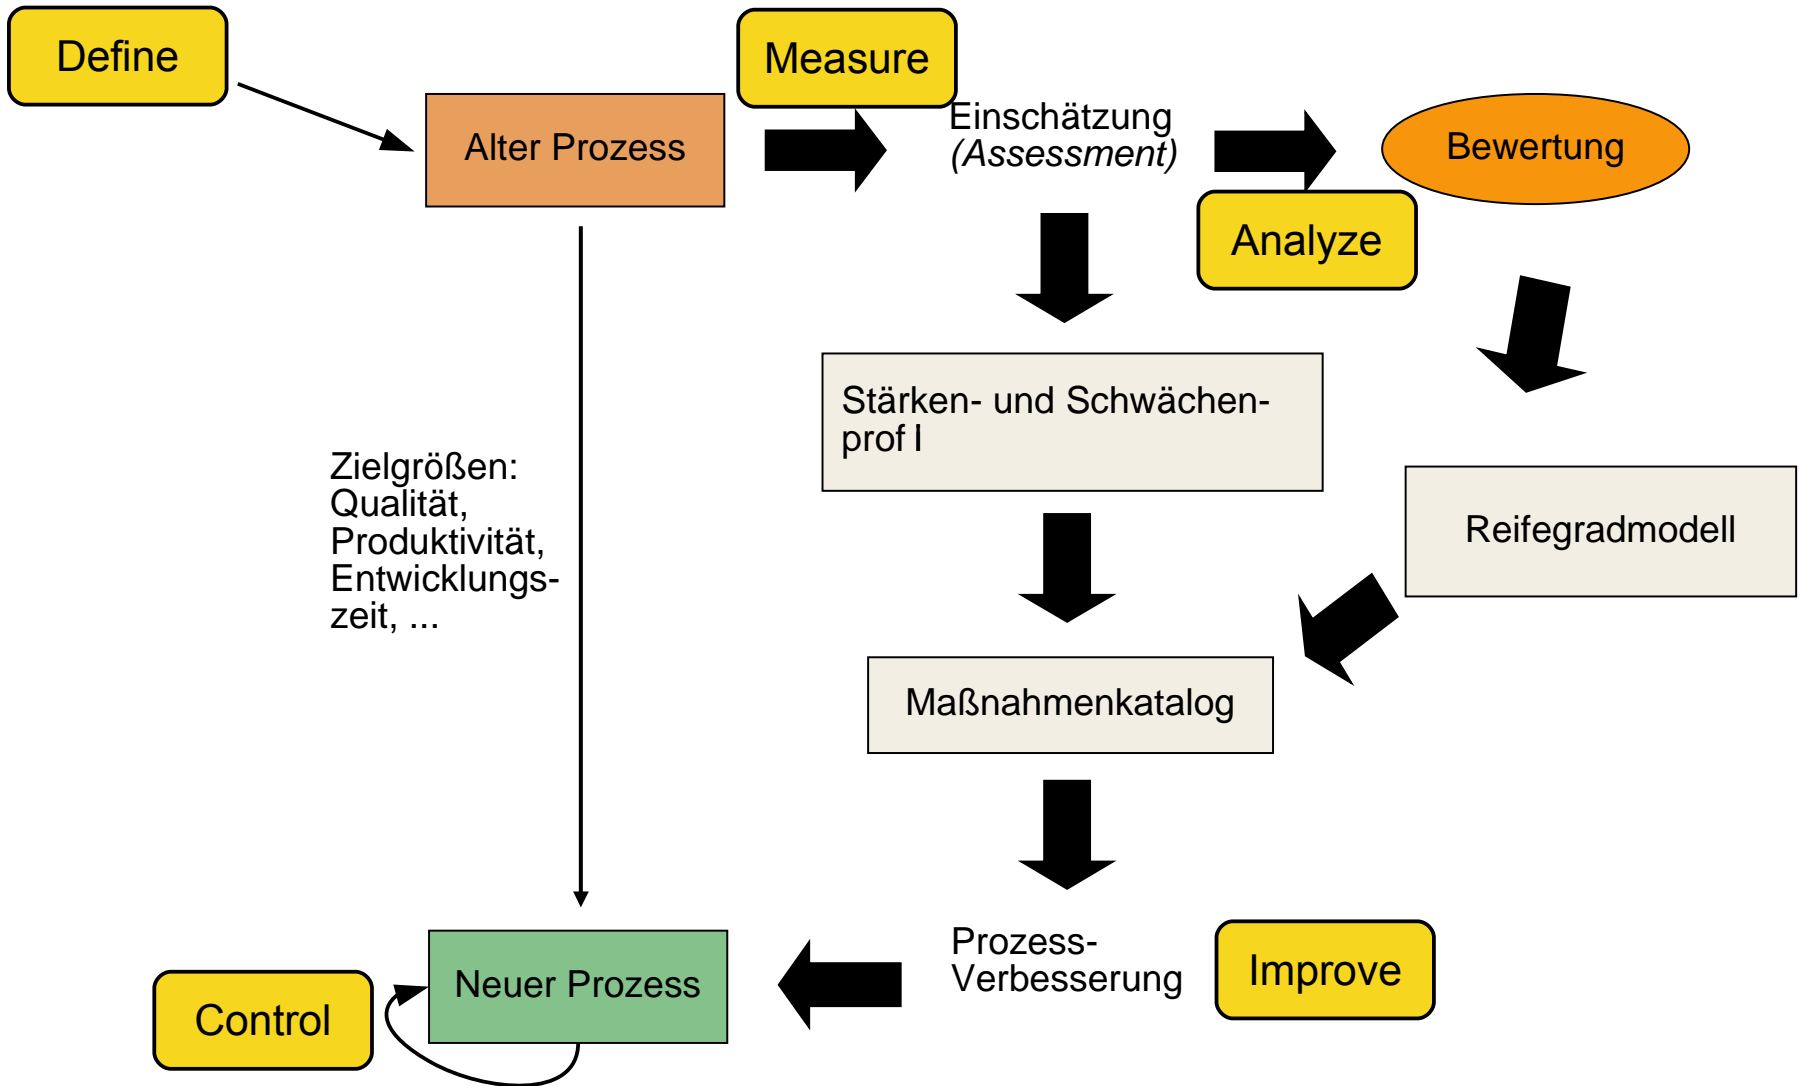 Define
Measure
Alter Prozess
Einschätzung
(Assessment)
Bewertung
Analyze
Stärken- und Schwächen-
prof l
Zielgrößen:
Qualität,
Produktivität,
Entwicklungs-
zeit, ...
Reifegradmodell
Maßnahmenkatalog
Prozess-
Verbesserung
Improve
Neuer Prozess
Control